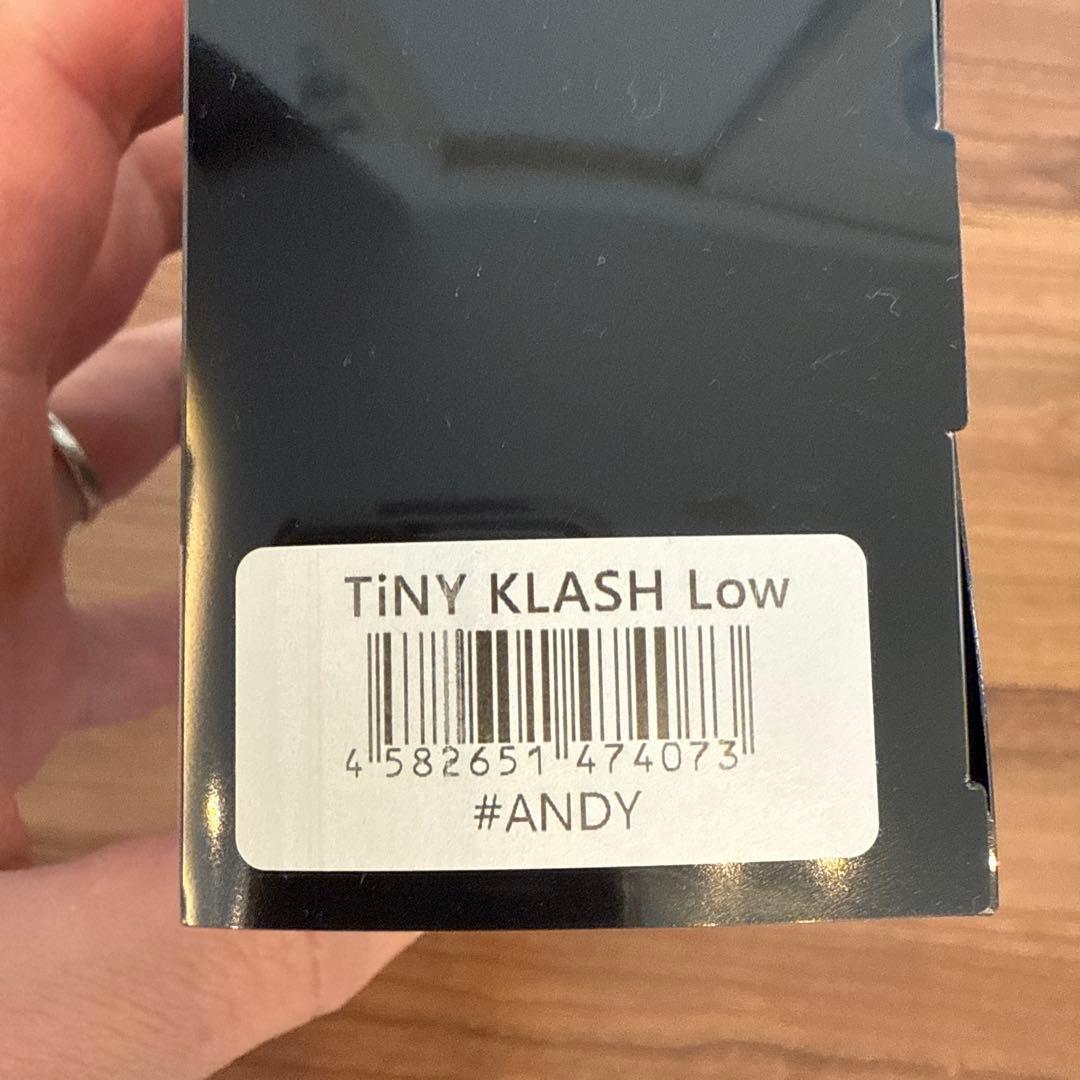 TiNY KLASH Low
4 582651 474073
#ANDY